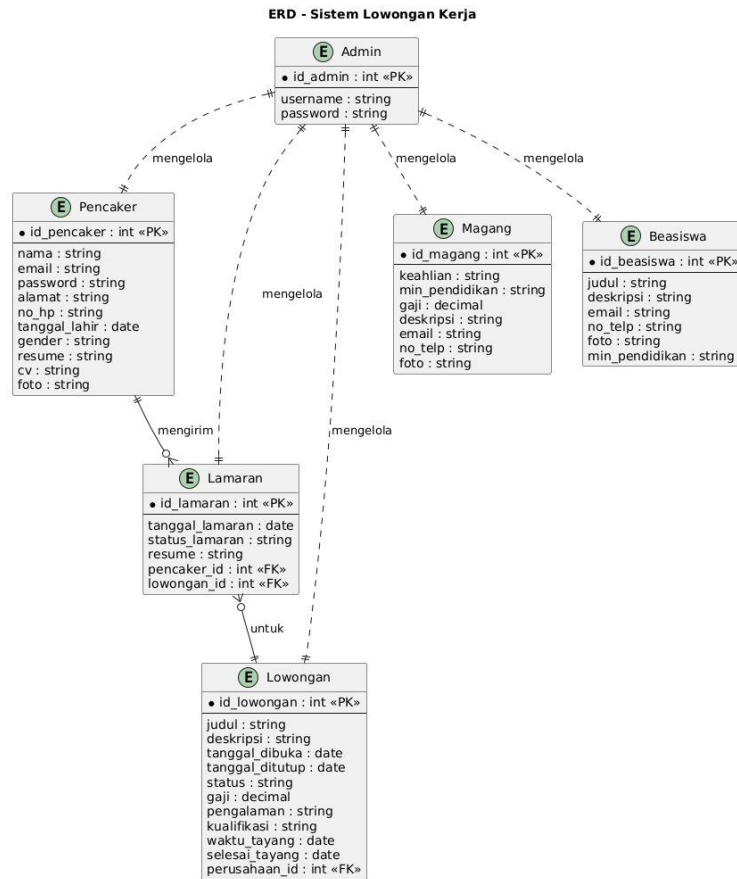 ERD - Sistem Lowongan Kerja
E Admin
* id_admin : int «PK»
username : string
password : string
mengelola
mengelola
mengelola
E Pencaker
* id_pencaker : int «PK»
nama : string
email : string
password : string
alamat : string
no_hp : string
tanggal_lahir : date
gender : string
resume : string
cv : string
foto : string
E Magang
* id_magang : int «PK»
keahlian : string
min_pendidikan : string
gaji : decimal
deskripsi : string
email : string
no_telp : string
foto : string
E Beasiswa
* id_beasiswa : int «PK»
judul : string
deskripsi : string
email : string
no_telp : string
foto : string
min_pendidikan : string
mengelola
mengirim
mengelola
E Lamaran
* id_lamaran : int «PK»
tanggal_lamaran : date
status_lamaran : string
resume : string
pencaker_id : int «FK»
lowongan_id : int «FK»
untuk
E Lowongan
* id_lowongan : int «PK»
judul : string
deskripsi : string
tanggal_dibuka : date
tanggal_ditutup : date
status : string
gaji : decimal
pengalaman : string
kualifikasi : string
waktu_tayang : date
selesai_tayang : date
perusahaan_id : int «FK»